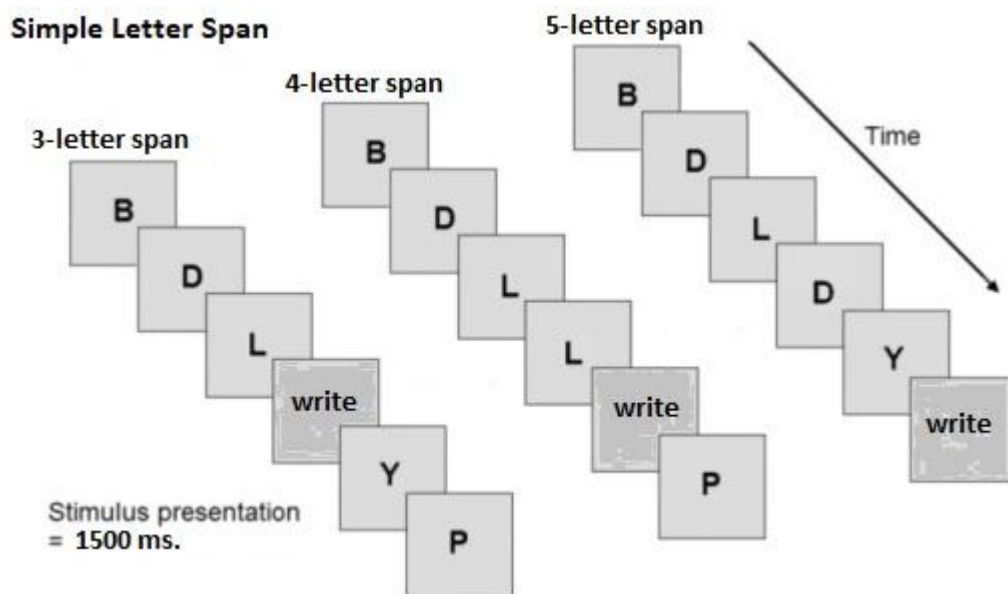 Simple Letter Span
3-letter span
B
D
L
write
Y
P
4-letter span
B
D
L
L
write
P
5-letter span
B
D
L
D
Y
write
Time
Stimulus presentation
= 1500 ms.